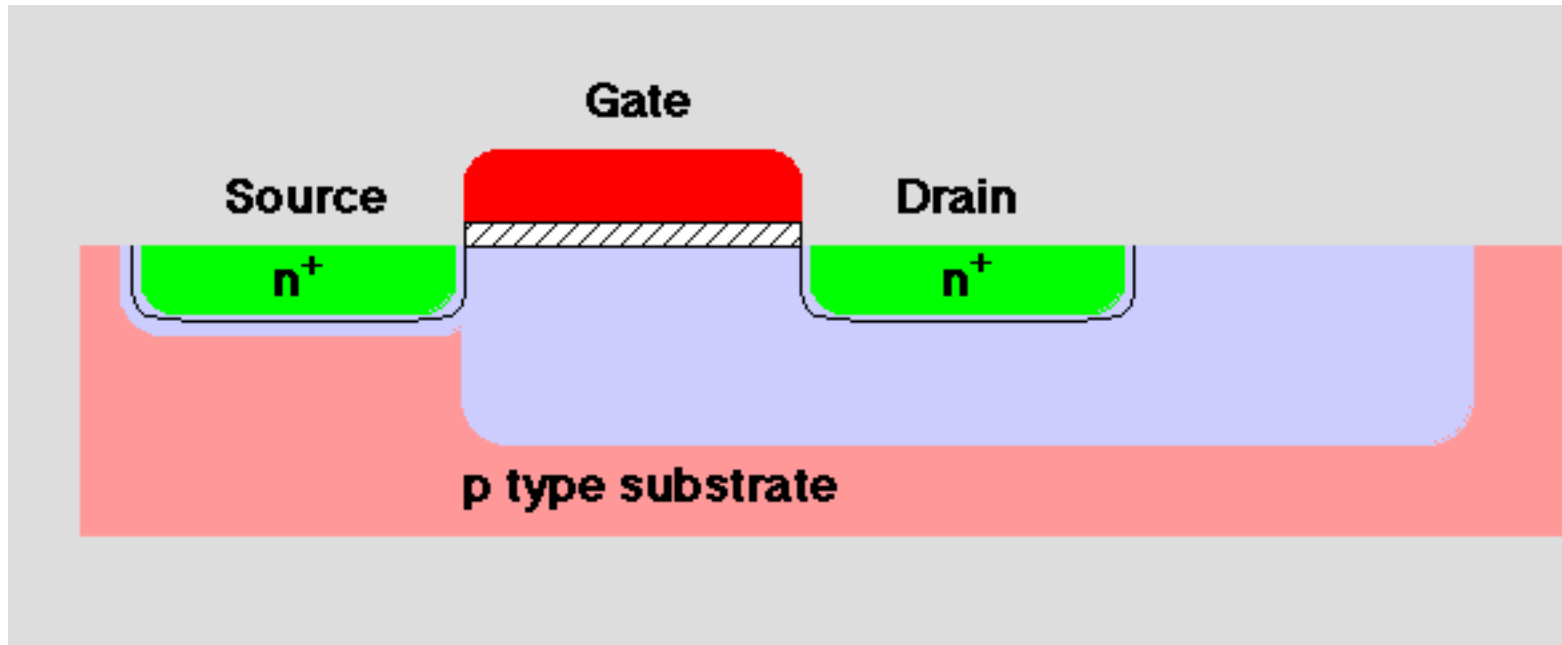 Gate
Source
Drain
n⁺
n⁺
p type substrate